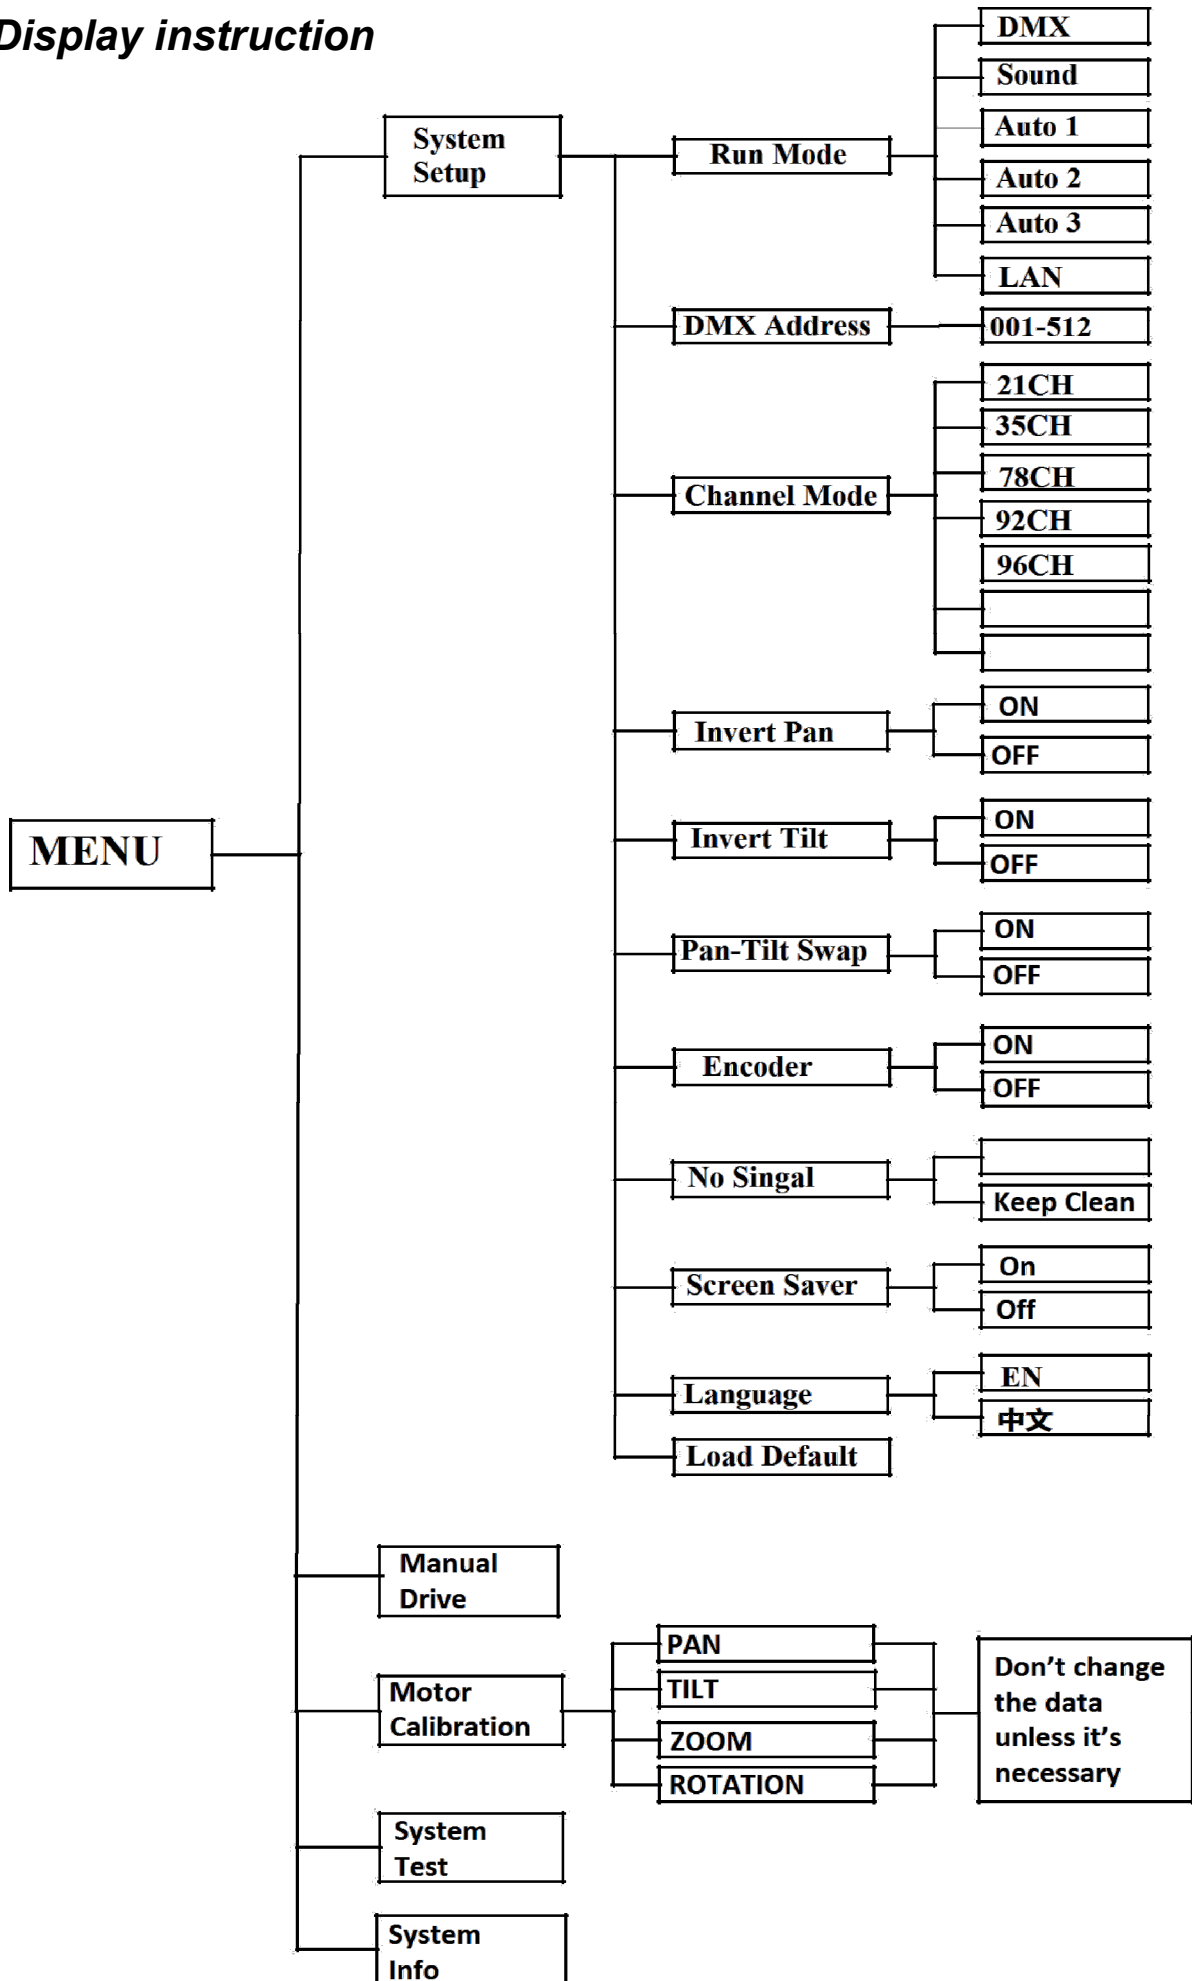 Display instruction
MENU
System
Setup
Run Mode
DMX
Sound
Auto 1
Auto 2
Auto 3
LAN
DMX Address
001-512
Channel Mode
21CH
35CH
78CH
92CH
96CH
Invert Pan
ON
OFF
Invert Tilt
ON
OFF
Pan-Tilt Swap
ON
OFF
Encoder
ON
OFF
No Singal
Keep Clean
Screen Saver
On
Off
Language
EN
中文
Load Default
Manual
Drive
Motor
Calibration
PAN
TILT
ZOOM
ROTATION
Don't change
the data
unless it's
necessary
System
Test
System
Info